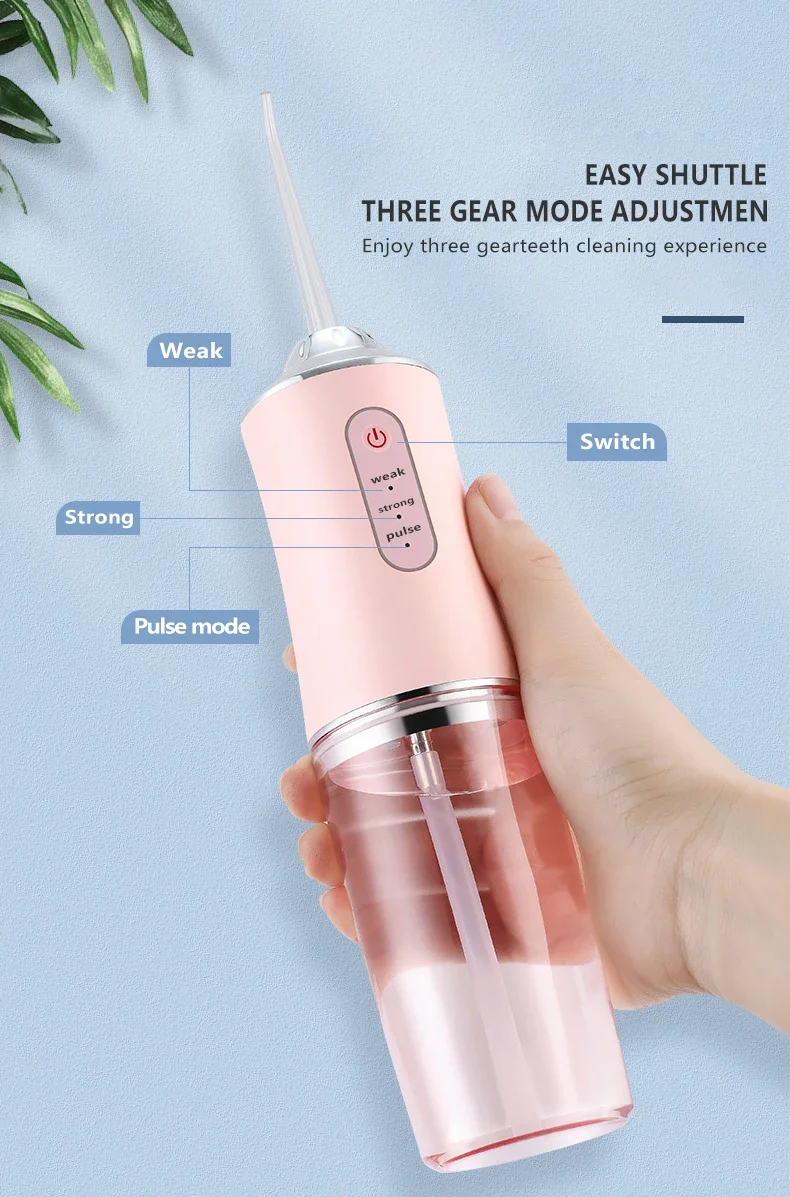 EASY SHUTTLE
THREE GEAR MODE ADJUSTMEN
Enjoy three gearteeth cleaning experience
Weak
Switch
weak
strong
Strong
pulse
Pulse mode